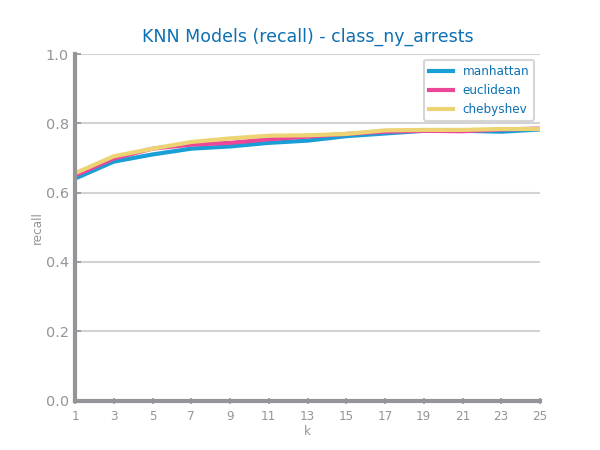 KNN Models (recall) - class_ny_arrests
1.0
0.8
0.6
0.4
0.2
0.0
recall
manhattan
euclidean
chebyshev
1 3 5 7 9 11 13 15 17 19 21 23 25
k